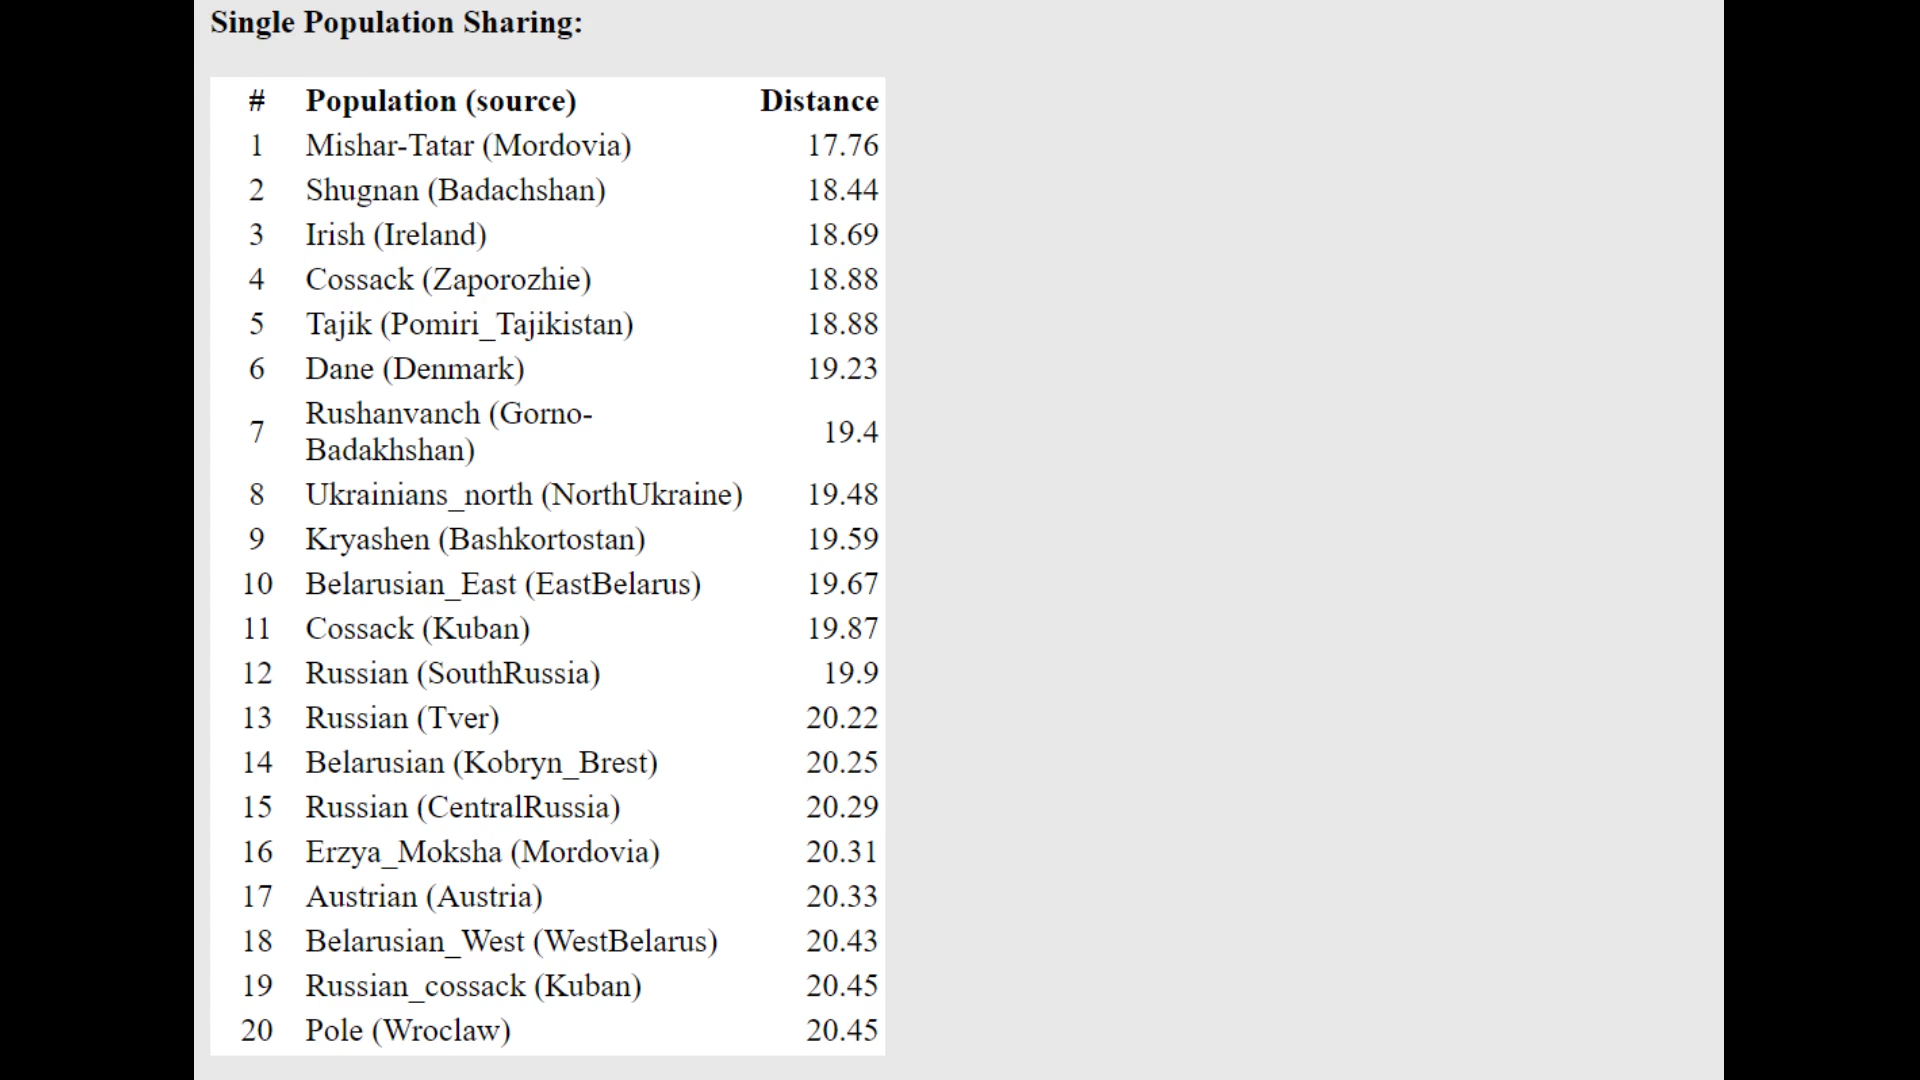 Single Population Sharing:
# Population (source) Distance
1 Mishar-Tatar (Mordovia) 17.76
2 Shugnan (Badachshan) 18.44
3 Irish (Ireland) 18.69
4 Cossack (Zaporozhie) 18.88
5 Tajik (Pomiri_Tajikistan) 18.88
6 Dane (Denmark) 19.23
7 Rushanvanch (Gorno-
Badakhshan) 19.4
8 Ukrainians_north (NorthUkraine) 19.48
9 Kryashen (Bashkortostan) 19.59
10 Belarusian_East (EastBelarus) 19.67
11 Cossack (Kuban) 19.87
12 Russian (SouthRussia) 19.9
13 Russian (Tver) 20.22
14 Belarusian (Kobryn_Brest) 20.25
15 Russian (CentralRussia) 20.29
16 Erzya_Moksha (Mordovia) 20.31
17 Austrian (Austria) 20.33
18 Belarusian_West (WestBelarus) 20.43
19 Russian_cossack (Kuban) 20.45
20 Pole (Wroclaw) 20.45